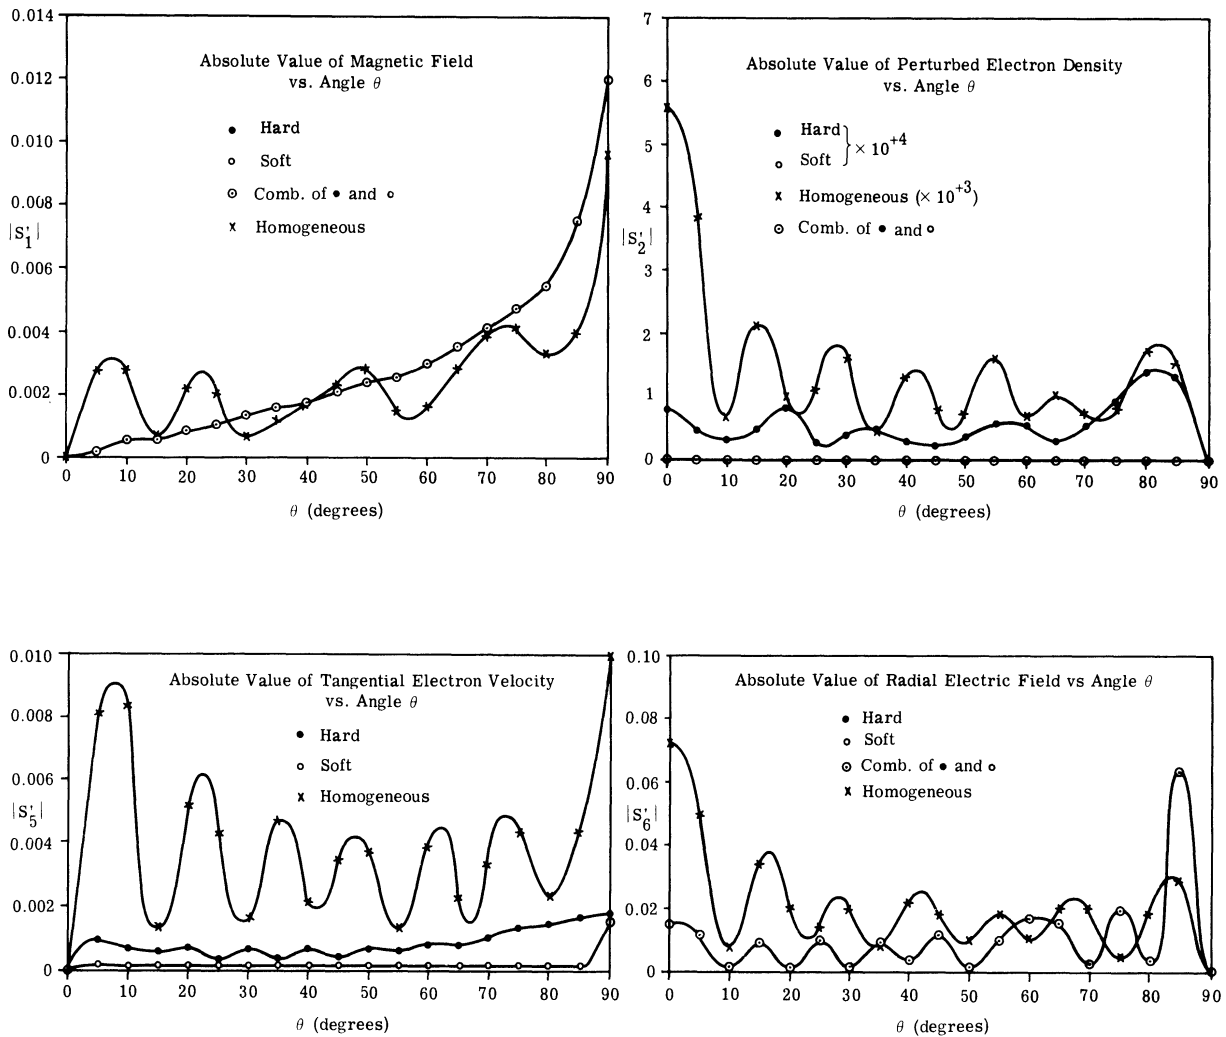 Absolute Value of Magnetic Field
vs. Angle θ
● Hard
○ Soft
⊙ Comb. of ● and ○
x Homogeneous
|S'₁|
0.014
0.012
0.010
0.008
0.006
0.004
0.002
0
0 10 20 30 40 50 60 70 80 90
θ (degrees)
Absolute Value of Perturbed Electron Density
vs. Angle θ
● Hard
○ Soft } × 10⁺⁴
x Homogeneous (× 10⁺³)
⊙ Comb. of ● and ○
|S'₂|
7
6
5
4
3
2
1
0
0 10 20 30 40 50 60 70 80 90
θ (degrees)
Absolute Value of Tangential Electron Velocity
vs. Angle θ
● Hard
○ Soft
x Homogeneous
|S'₅|
0.010
0.008
0.006
0.004
0.002
0
0 10 20 30 40 50 60 70 80 90
θ (degrees)
Absolute Value of Radial Electric Field vs Angle θ
● Hard
○ Soft
⊙ Comb. of ● and ○
x Homogeneous
|S'₆|
0.10
0.08
0.06
0.04
0.02
0
0 10 20 30 40 50 60 70 80 90
θ (degrees)